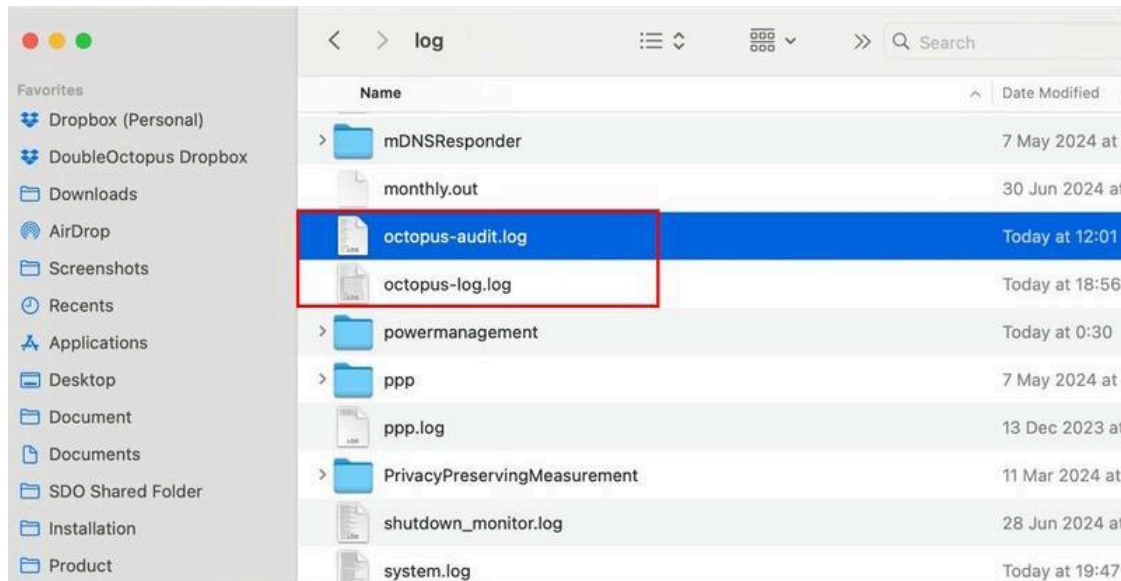 log
Search
Favorites
Dropbox (Personal)
DoubleOctopus Dropbox
Downloads
AirDrop
Screenshots
Recents
Applications
Desktop
Document
Documents
SDO Shared Folder
Installation
Product
Name Date Modified
mDNSResponder 7 May 2024 at
monthly.out 30 Jun 2024 at
octopus-audit.log Today at 12:01
octopus-log.log Today at 18:56
powermanagement Today at 0:30
ppp 7 May 2024 at
ppp.log 13 Dec 2023 at
PrivacyPreservingMeasurement 11 Mar 2024 at
shutdown_monitor.log 28 Jun 2024 at
system.log Today at 19:47